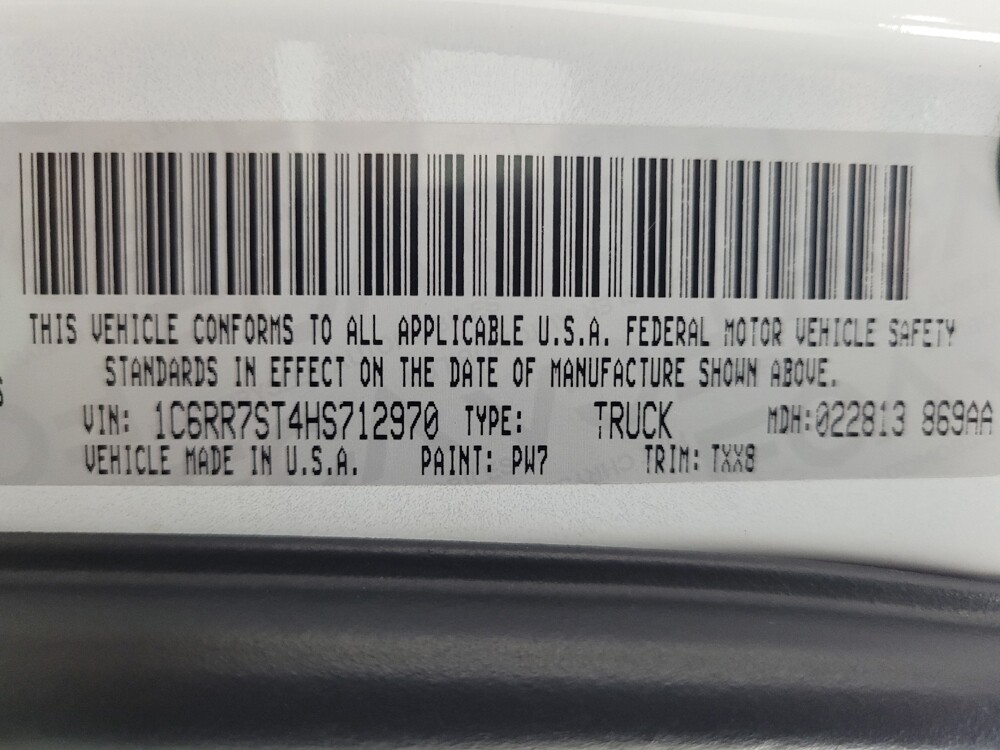 THIS VEHICLE CONFORMS TO ALL APPLICABLE U.S.A. FEDERAL MOTOR VEHICLE SAFETY
STANDARDS IN EFFECT ON THE DATE OF MANUFACTURE SHOWN ABOVE.
VIN: 1C6RR7ST4HS712970 TYPE: TRUCK MDH:022813 869AA
VEHICLE MADE IN U.S.A. PAINT: PW7 TRIM: TXX8